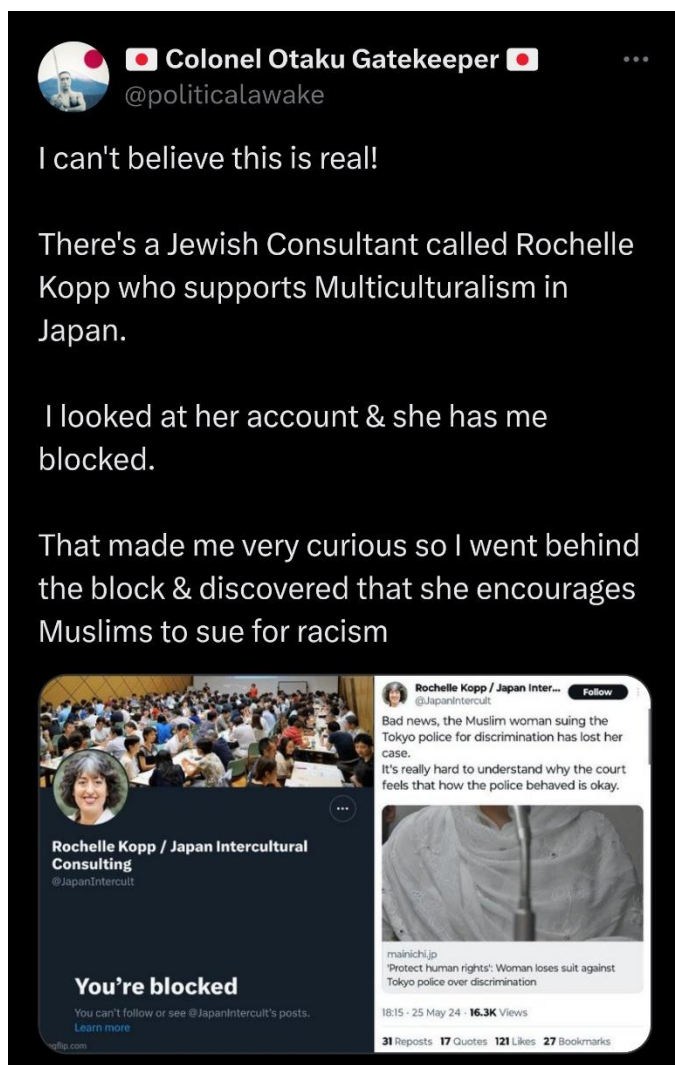 🇯🇵 Colonel Otaku Gatekeeper 🇯🇵
@politicalawake
I can't believe this is real!
There's a Jewish Consultant called Rochelle
Kopp who supports Multiculturalism in
Japan.
I looked at her account & she has me
blocked.
That made me very curious so I went behind
the block & discovered that she encourages
Muslims to sue for racism
Rochelle Kopp / Japan Intercultural
Consulting
@JapanIntercult
You're blocked
You can't follow or see @JapanIntercult's posts.
Learn more
imgflip.com
Rochelle Kopp / Japan Inter...
Follow
@JapanIntercult
Bad news, the Muslim woman suing the
Tokyo police for discrimination has lost her
case.
It's really hard to understand why the court
feels that how the police behaved is okay.
mainichi.jp
'Protect human rights': Woman loses suit against
Tokyo police over discrimination
18:15 · 25 May 24 · 16.3K Views
31 Reposts 17 Quotes 121 Likes 27 Bookmarks